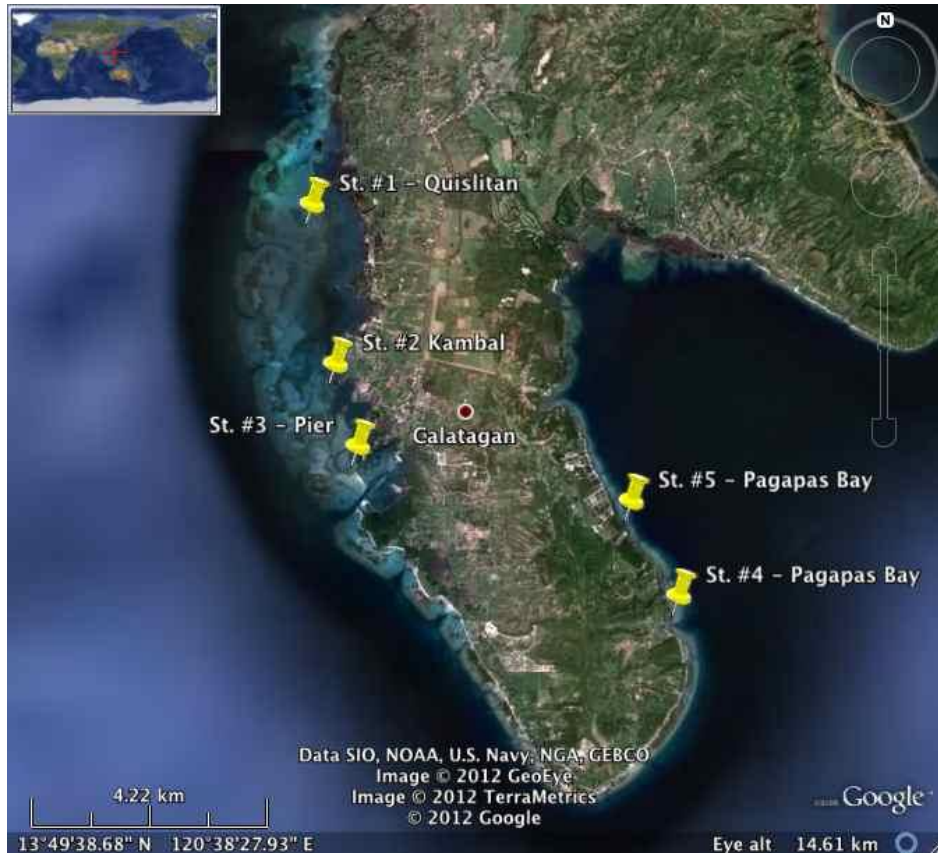 N
St. #1 - Quislitan
St. #2 Kambal
St. #3 - Pier
Calatagan
St. #5 - Pagapas Bay
St. #4 - Pagapas Bay
Data SIO, NOAA, U.S. Navy, NGA, GEBCO
Image © 2012 GeoEye
Image © 2012 TerraMetrics
© 2012 Google
4.22 km
Google
13°49'38.68" N 120°38'27.93" E
Eye alt 14.61 km